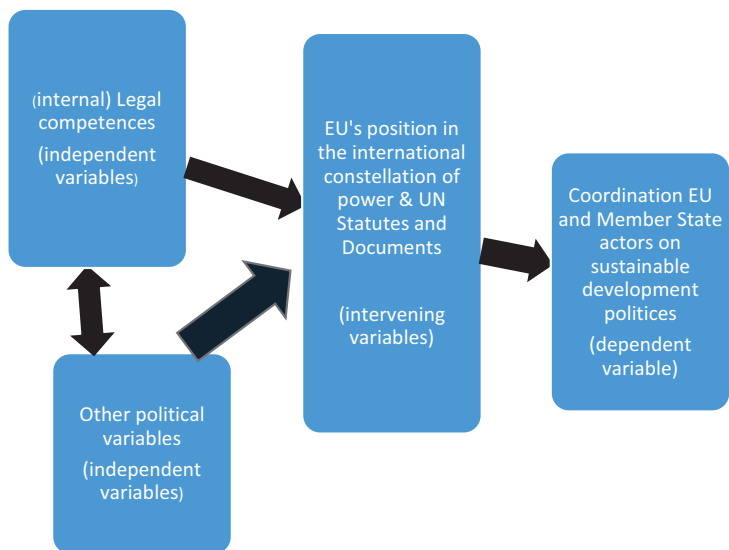 (internal) Legal
competences
(independent
variables)
Other political
variables
(independent
variables)
EU's position in
the international
constellation of
power & UN
Statutes and
Documents
(intervening
variables)
Coordination EU
and Member State
actors on
sustainable
development
politices
(dependent
variable)